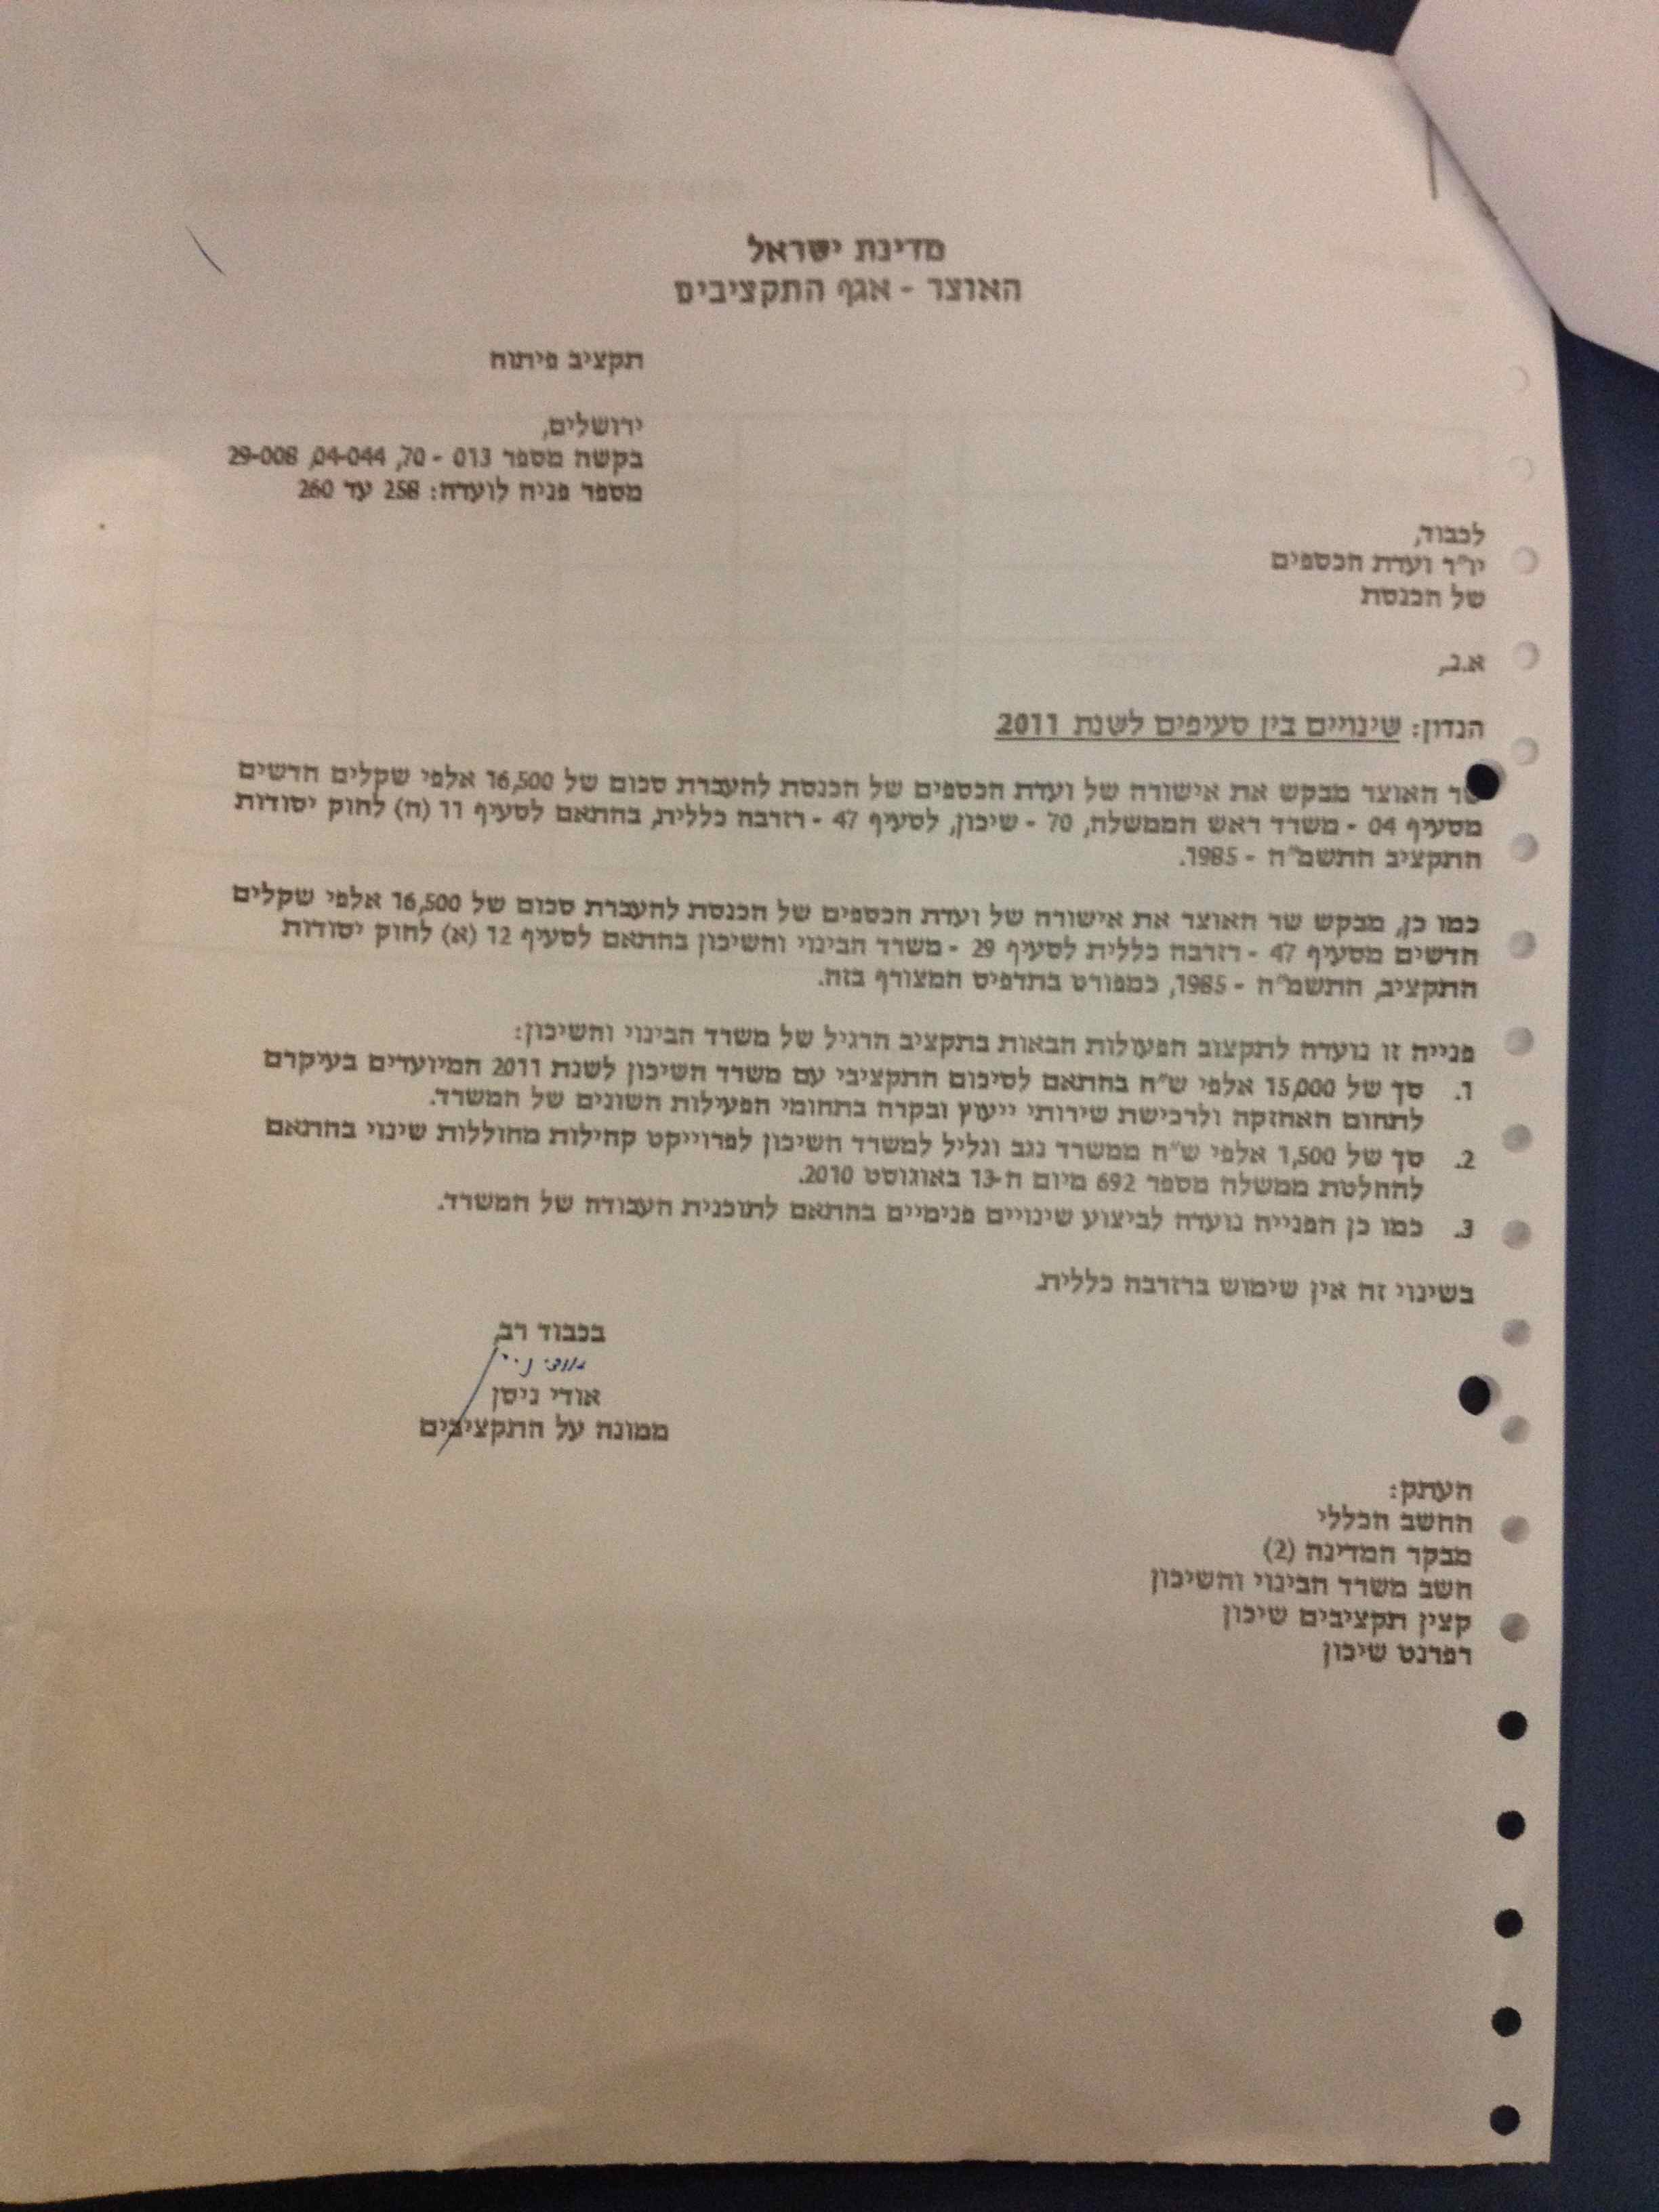 מדינת ישראל
האוצר - אגף התקציבים
תקציב פיתוח
ירושלים,
בקשה מספר 013 - 70, 04-044, 29-008
מספר פניה לועדה: 258 עד 260
לכבוד,
יו"ר ועדת הכספים
של הכנסת
א.נ.,
הנדון: שינויים בין סעיפים לשנת 2011
שר האוצר מבקש את אישורה של ועדת הכספים של הכנסת להעברת סכום של 16,500 אלפי שקלים חדשים
מסעיף 04 - משרד ראש הממשלה, 70 - שיכון, לסעיף 47 - רזרבה כללית, בהתאם לסעיף 11 (ה) לחוק יסודות
התקציב התשמ"ה - 1985.
כמו כן, מבקש שר האוצר את אישורה של ועדת הכספים של הכנסת להעברת סכום של 16,500 אלפי שקלים
חדשים מסעיף 47 - רזרבה כללית לסעיף 29 - משרד הבינוי והשיכון בהתאם לסעיף 12 (א) לחוק יסודות
התקציב, התשמ"ה - 1985, כמפורט בתדפיס המצורף בזה.
פנייה זו נועדה לתקצוב הפעולות הבאות בתקציב הרגיל של משרד הבינוי והשיכון:
1. סך של 15,000 אלפי ש"ח בהתאם לסיכום התקציבי עם משרד השיכון לשנת 2011 המיועדים בעיקרם
לתחום האחזקה ולרכישת שירותי ייעוץ ובקרה בתחומי הפעילות השונים של המשרד.
2. סך של 1,500 אלפי ש"ח ממשרד נגב וגליל למשרד השיכון לפרוייקט קהילות מחוללות שינוי בהתאם
להחלטת ממשלה מספר 692 מיום ה-13 באוגוסט 2010.
3. כמו כן הפנייה נועדה לביצוע שינויים פנימיים בהתאם לתוכנית העבודה של המשרד.
בשינוי זה אין שימוש ברזרבה כללית.
בכבוד רב,
אודי ניסן
ממונה על התקציבים
העתק:
החשב הכללי
מבקר המדינה (2)
חשב משרד הבינוי והשיכון
קצין תקציבים שיכון
רפרנט שיכון